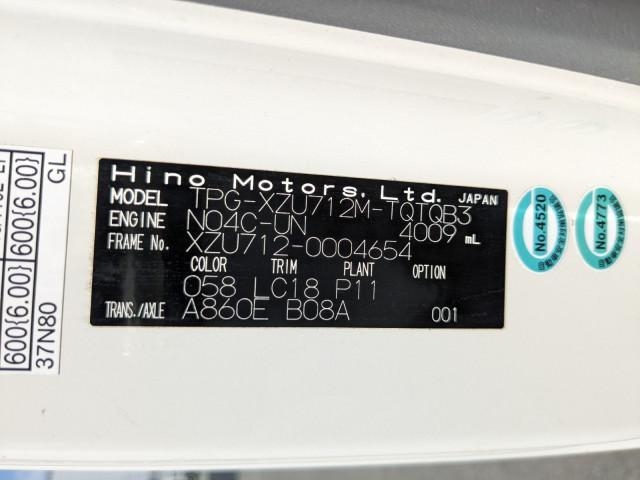 Hino Motors, Ltd. JAPAN
MODEL TPG-XZU712M-TQTQB3
ENGINE N04C-UN 4009 mL
FRAME No. XZU712-0004654
COLOR TRIM PLANT OPTION
058 LC18 P11
TRANS./AXLE A860E B08A 001
No.4520
No.4773
600{6.00} 600{6.00}
37N80 GL